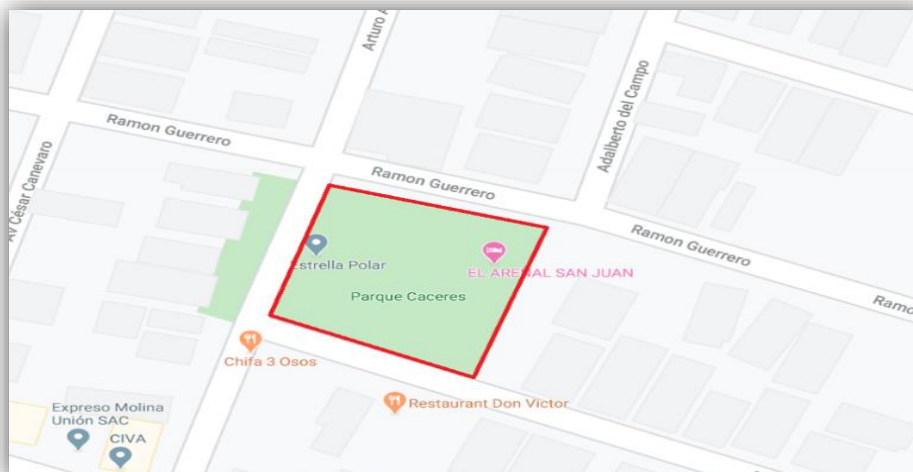 Arturo
Ramon Guerrero
Adalberto del Campo
Av César Canevaro
Ramon Guerrero
Ramon Guerrero
Estrella Polar
EL ARENAL SAN JUAN
Parque Caceres
Chifa 3 Osos
Restaurant Don Victor
Expreso Molina
Unión SAC
CIVA